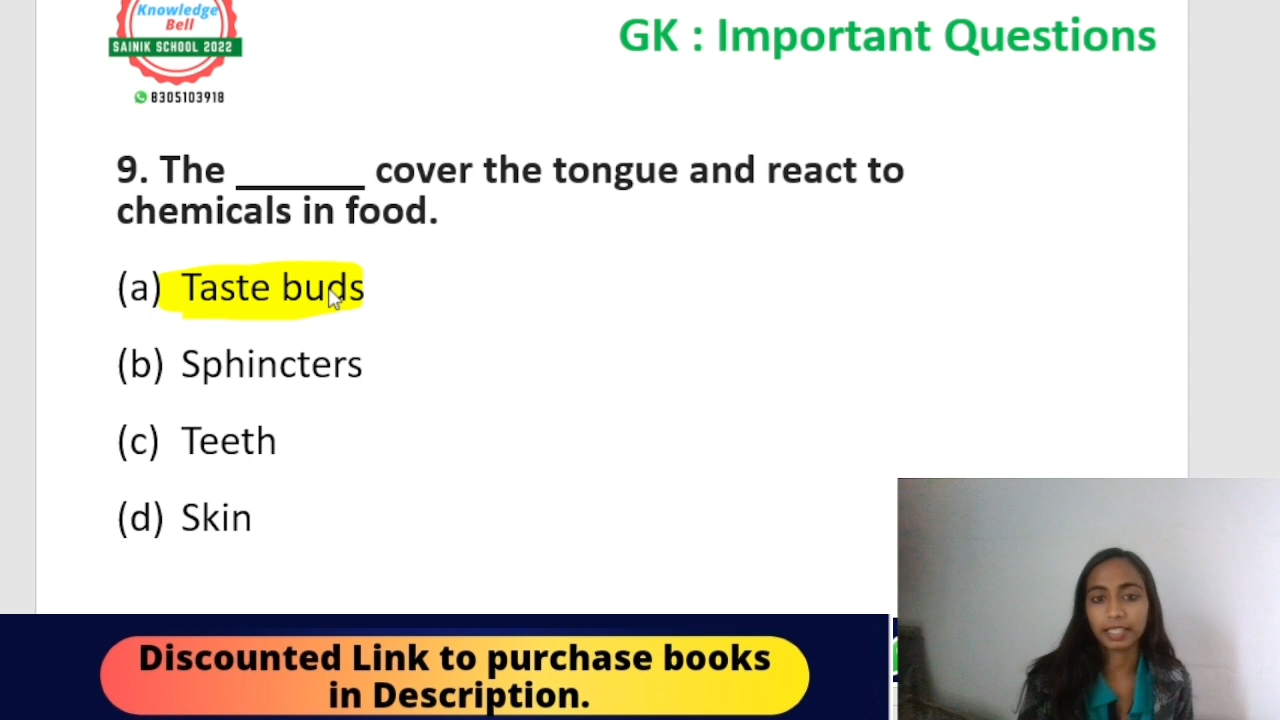 Knowledge
Bell
SAINIK SCHOOL 2022
8305103918
GK : Important Questions
9. The ______ cover the tongue and react to
chemicals in food.
(a) Taste buds
(b) Sphincters
(c) Teeth
(d) Skin
Discounted Link to purchase books
in Description.